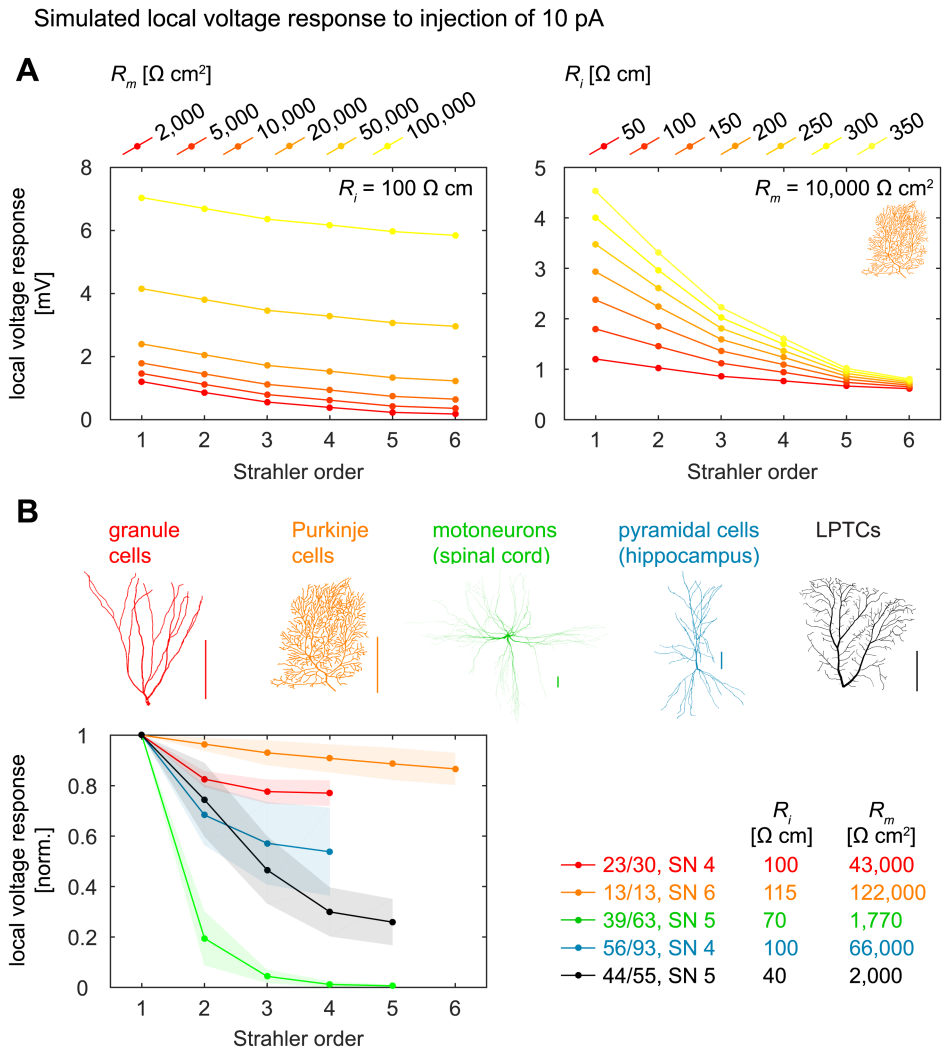 Simulated local voltage response to injection of 10 pA
A
Rm [Ω cm²]
2,000
5,000
10,000
20,000
50,000
100,000
Ri = 100 Ω cm
8
6
4
2
0
local voltage response
[mV]
1 2 3 4 5 6
Strahler order
Ri [Ω cm]
50
100
150
200
250
300
350
Rm = 10,000 Ω cm²
5
4
3
2
1
0
1 2 3 4 5 6
Strahler order
B
granule
cells
Purkinje
cells
motoneurons
(spinal cord)
pyramidal cells
(hippocampus)
LPTCs
1
0.8
0.6
0.4
0.2
0
local voltage response
[norm.]
1 2 3 4 5 6
Strahler order
Ri Rm
[Ω cm] [Ω cm²]
23/30, SN 4 100 43,000
13/13, SN 6 115 122,000
39/63, SN 5 70 1,770
56/93, SN 4 100 66,000
44/55, SN 5 40 2,000